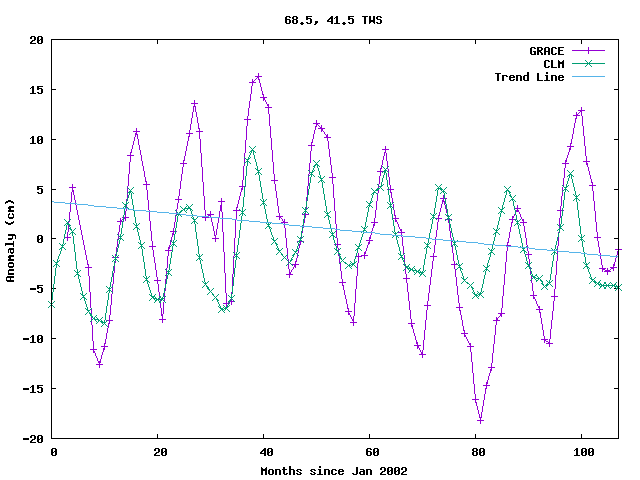 68.5, 41.5 TWS
GRACE
CLM
Trend Line
20
15
10
5
0
-5
-10
-15
-20
Anomaly (cm)
0 20 40 60 80 100
Months since Jan 2002